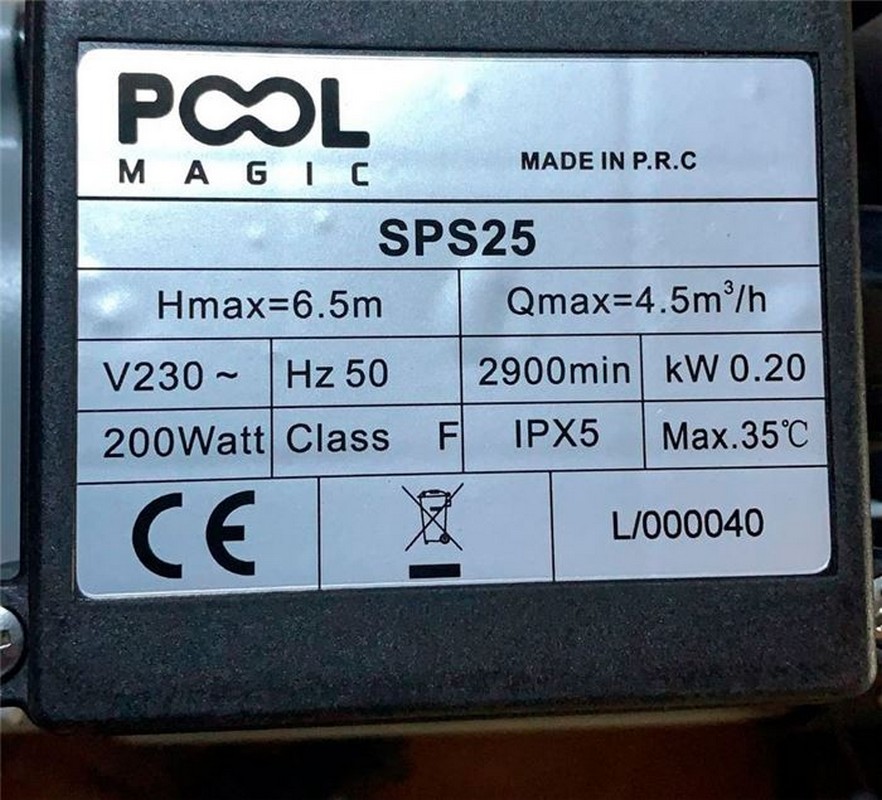 POOL
MAGIC
MADE IN P.R.C
SPS25
Hmax=6.5m Qmax=4.5m³/h
V230 ~ Hz 50 2900min kW 0.20
200Watt Class F IPX5 Max.35℃
CE L/000040